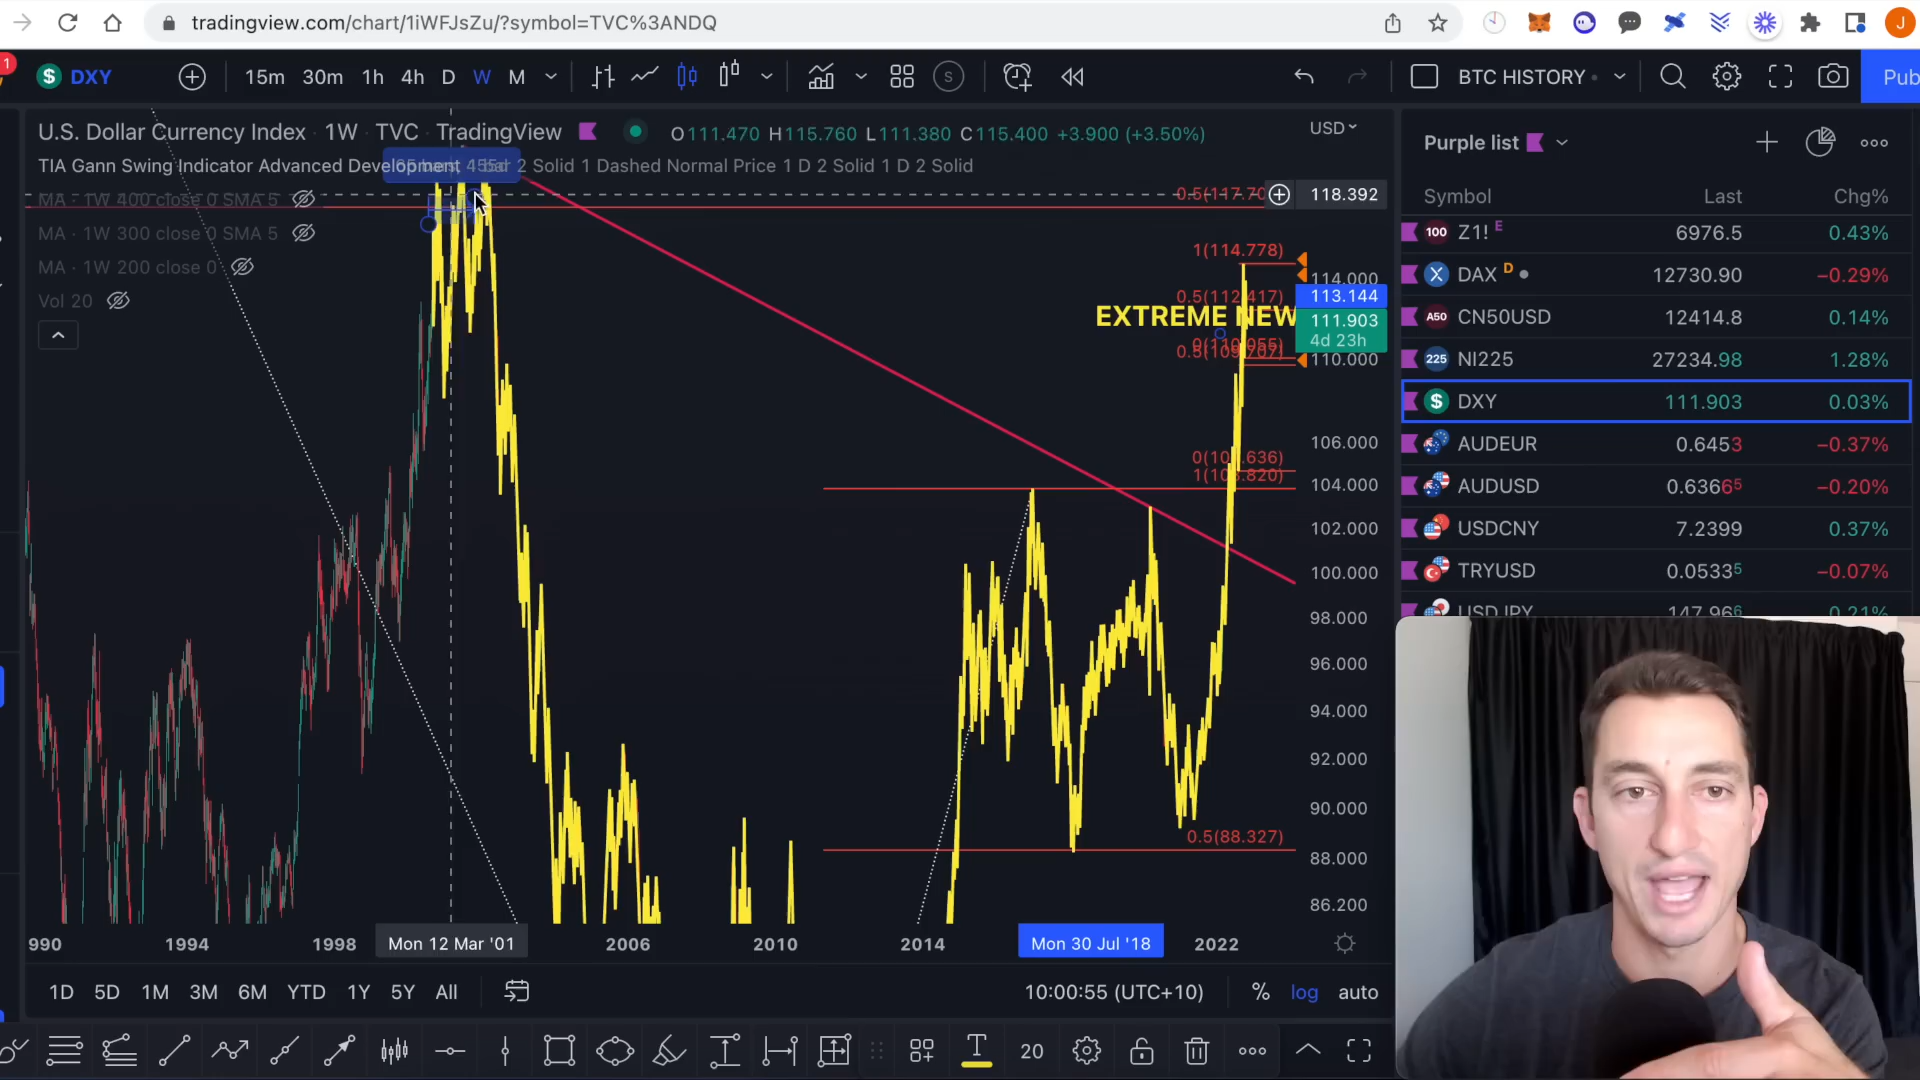 tradingview.com/chart/1iWFJsZu/?symbol=TVC%3ANDQ
J
1
DXY
15m 30m 1h 4h D W M
S
BTC HISTORY
Pub
U.S. Dollar Currency Index · 1W · TVC · TradingView
O111.470 H115.760 L111.380 C115.400 +3.900 (+3.50%)
USD
TIA Gann Swing Indicator Advanced Development 4 Bar 2 Solid 1 Dashed Normal Price 1 D 2 Solid 1 D 2 Solid
MA · 1W 400 close 0 SMA 5
MA · 1W 300 close 0 SMA 5
MA · 1W 200 close 0
Vol 20
118.392
1(114.778)
114.000
0.5(112.417)
113.144
EXTREME NEW
111.903
4d 23h
0(110.055)
110.000
106.000
104.000
102.000
100.000
98.000
96.000
94.000
92.000
90.000
0.5(88.327)
88.000
86.200
990 1994 1998 Mon 12 Mar '01 2006 2010 2014 Mon 30 Jul '18 2022
1D 5D 1M 3M 6M YTD 1Y 5Y All
10:00:55 (UTC+10) % log auto
T 20
Purple list
Symbol Last Chg%
100 Z1! E 6976.5 0.43%
DAX D 12730.90 −0.29%
A50 CN50USD 12414.8 0.14%
225 NI225 27234.98 1.28%
$ DXY 111.903 0.03%
AUDEUR 0.6453 −0.37%
AUDUSD 0.63665 −0.20%
USDCNY 7.2399 0.37%
TRYUSD 0.05335 −0.07%
USDJPY 147.966 0.21%